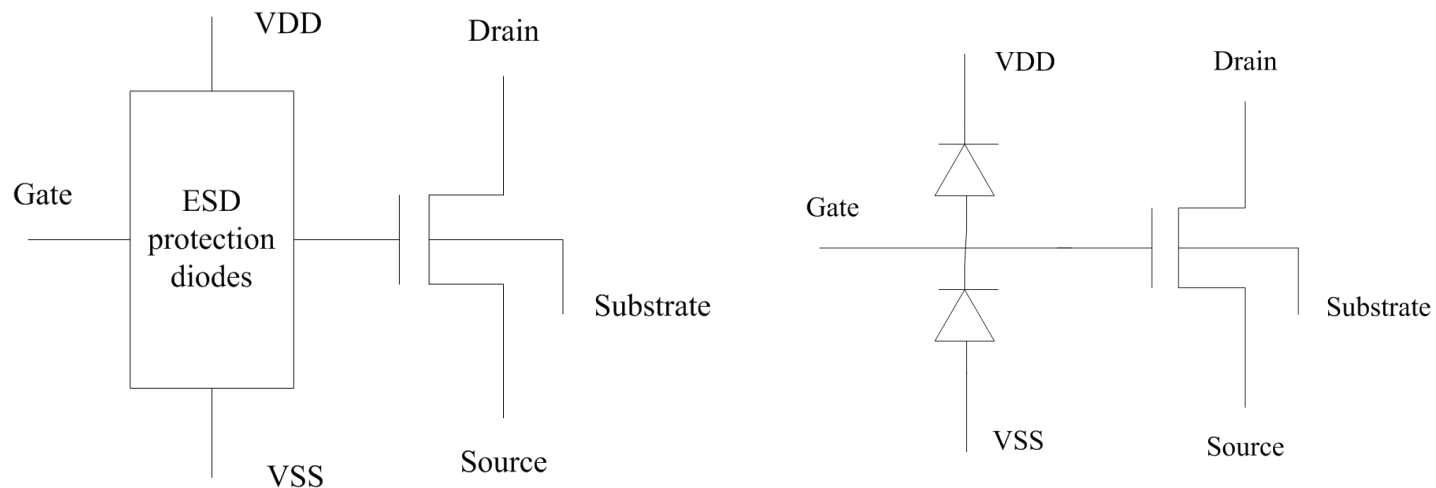 VDD
Drain
Gate
ESD
protection
diodes
Substrate
Source
VSS
VDD
Drain
Gate
Substrate
VSS
Source